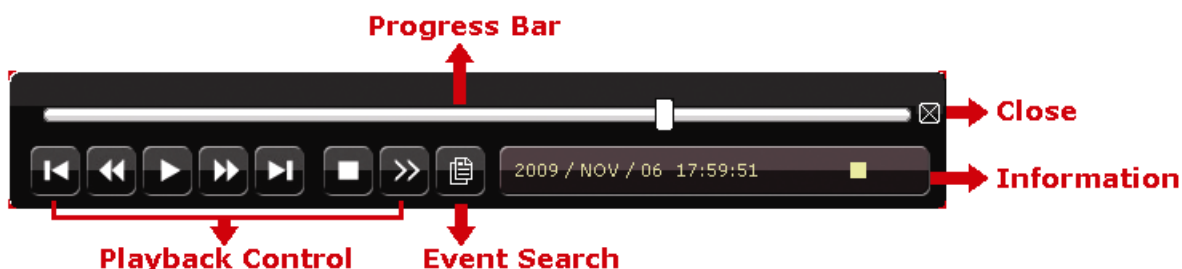 Progress Bar
Close
2009 / NOV / 06 17:59:51
Information
Playback Control
Event Search